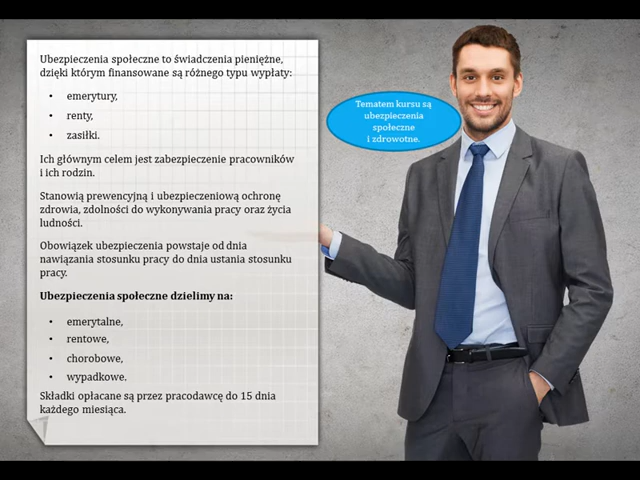 Ubezpieczenia społeczne to świadczenia pieniężne,
dzięki którym finansowane są różnego typu wypłaty:
• emerytury,
• renty,
• zasiłki.
Ich głównym celem jest zabezpieczenie pracowników
i ich rodzin.
Stanowią prewencyjną i ubezpieczeniową ochronę
zdrowia, zdolności do wykonywania pracy oraz życia
ludności.
Obowiązek ubezpieczenia powstaje od dnia
nawiązania stosunku pracy do dnia ustania stosunku
pracy.
Ubezpieczenia społeczne dzielimy na:
• emerytalne,
• rentowe,
• chorobowe,
• wypadkowe.
Składki opłacane są przez pracodawcę do 15 dnia
każdego miesiąca.
Tematem kursu są
ubezpieczenia
społeczne
i zdrowotne.